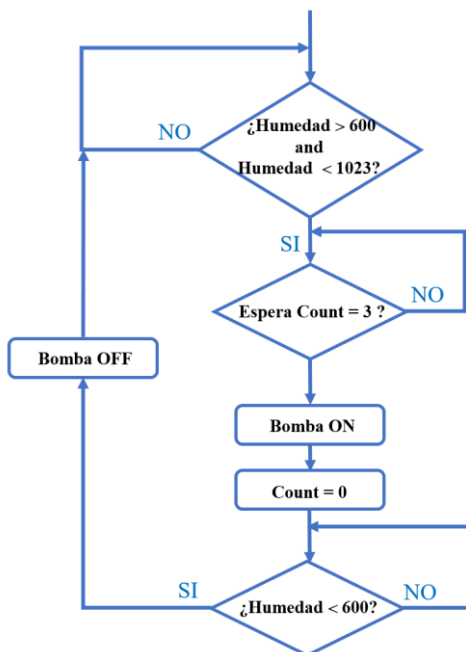 NO
¿Humedad > 600
and
Humedad < 1023?
SI
Espera Count = 3 ?
NO
Bomba OFF
Bomba ON
Count = 0
SI
¿Humedad < 600?
NO